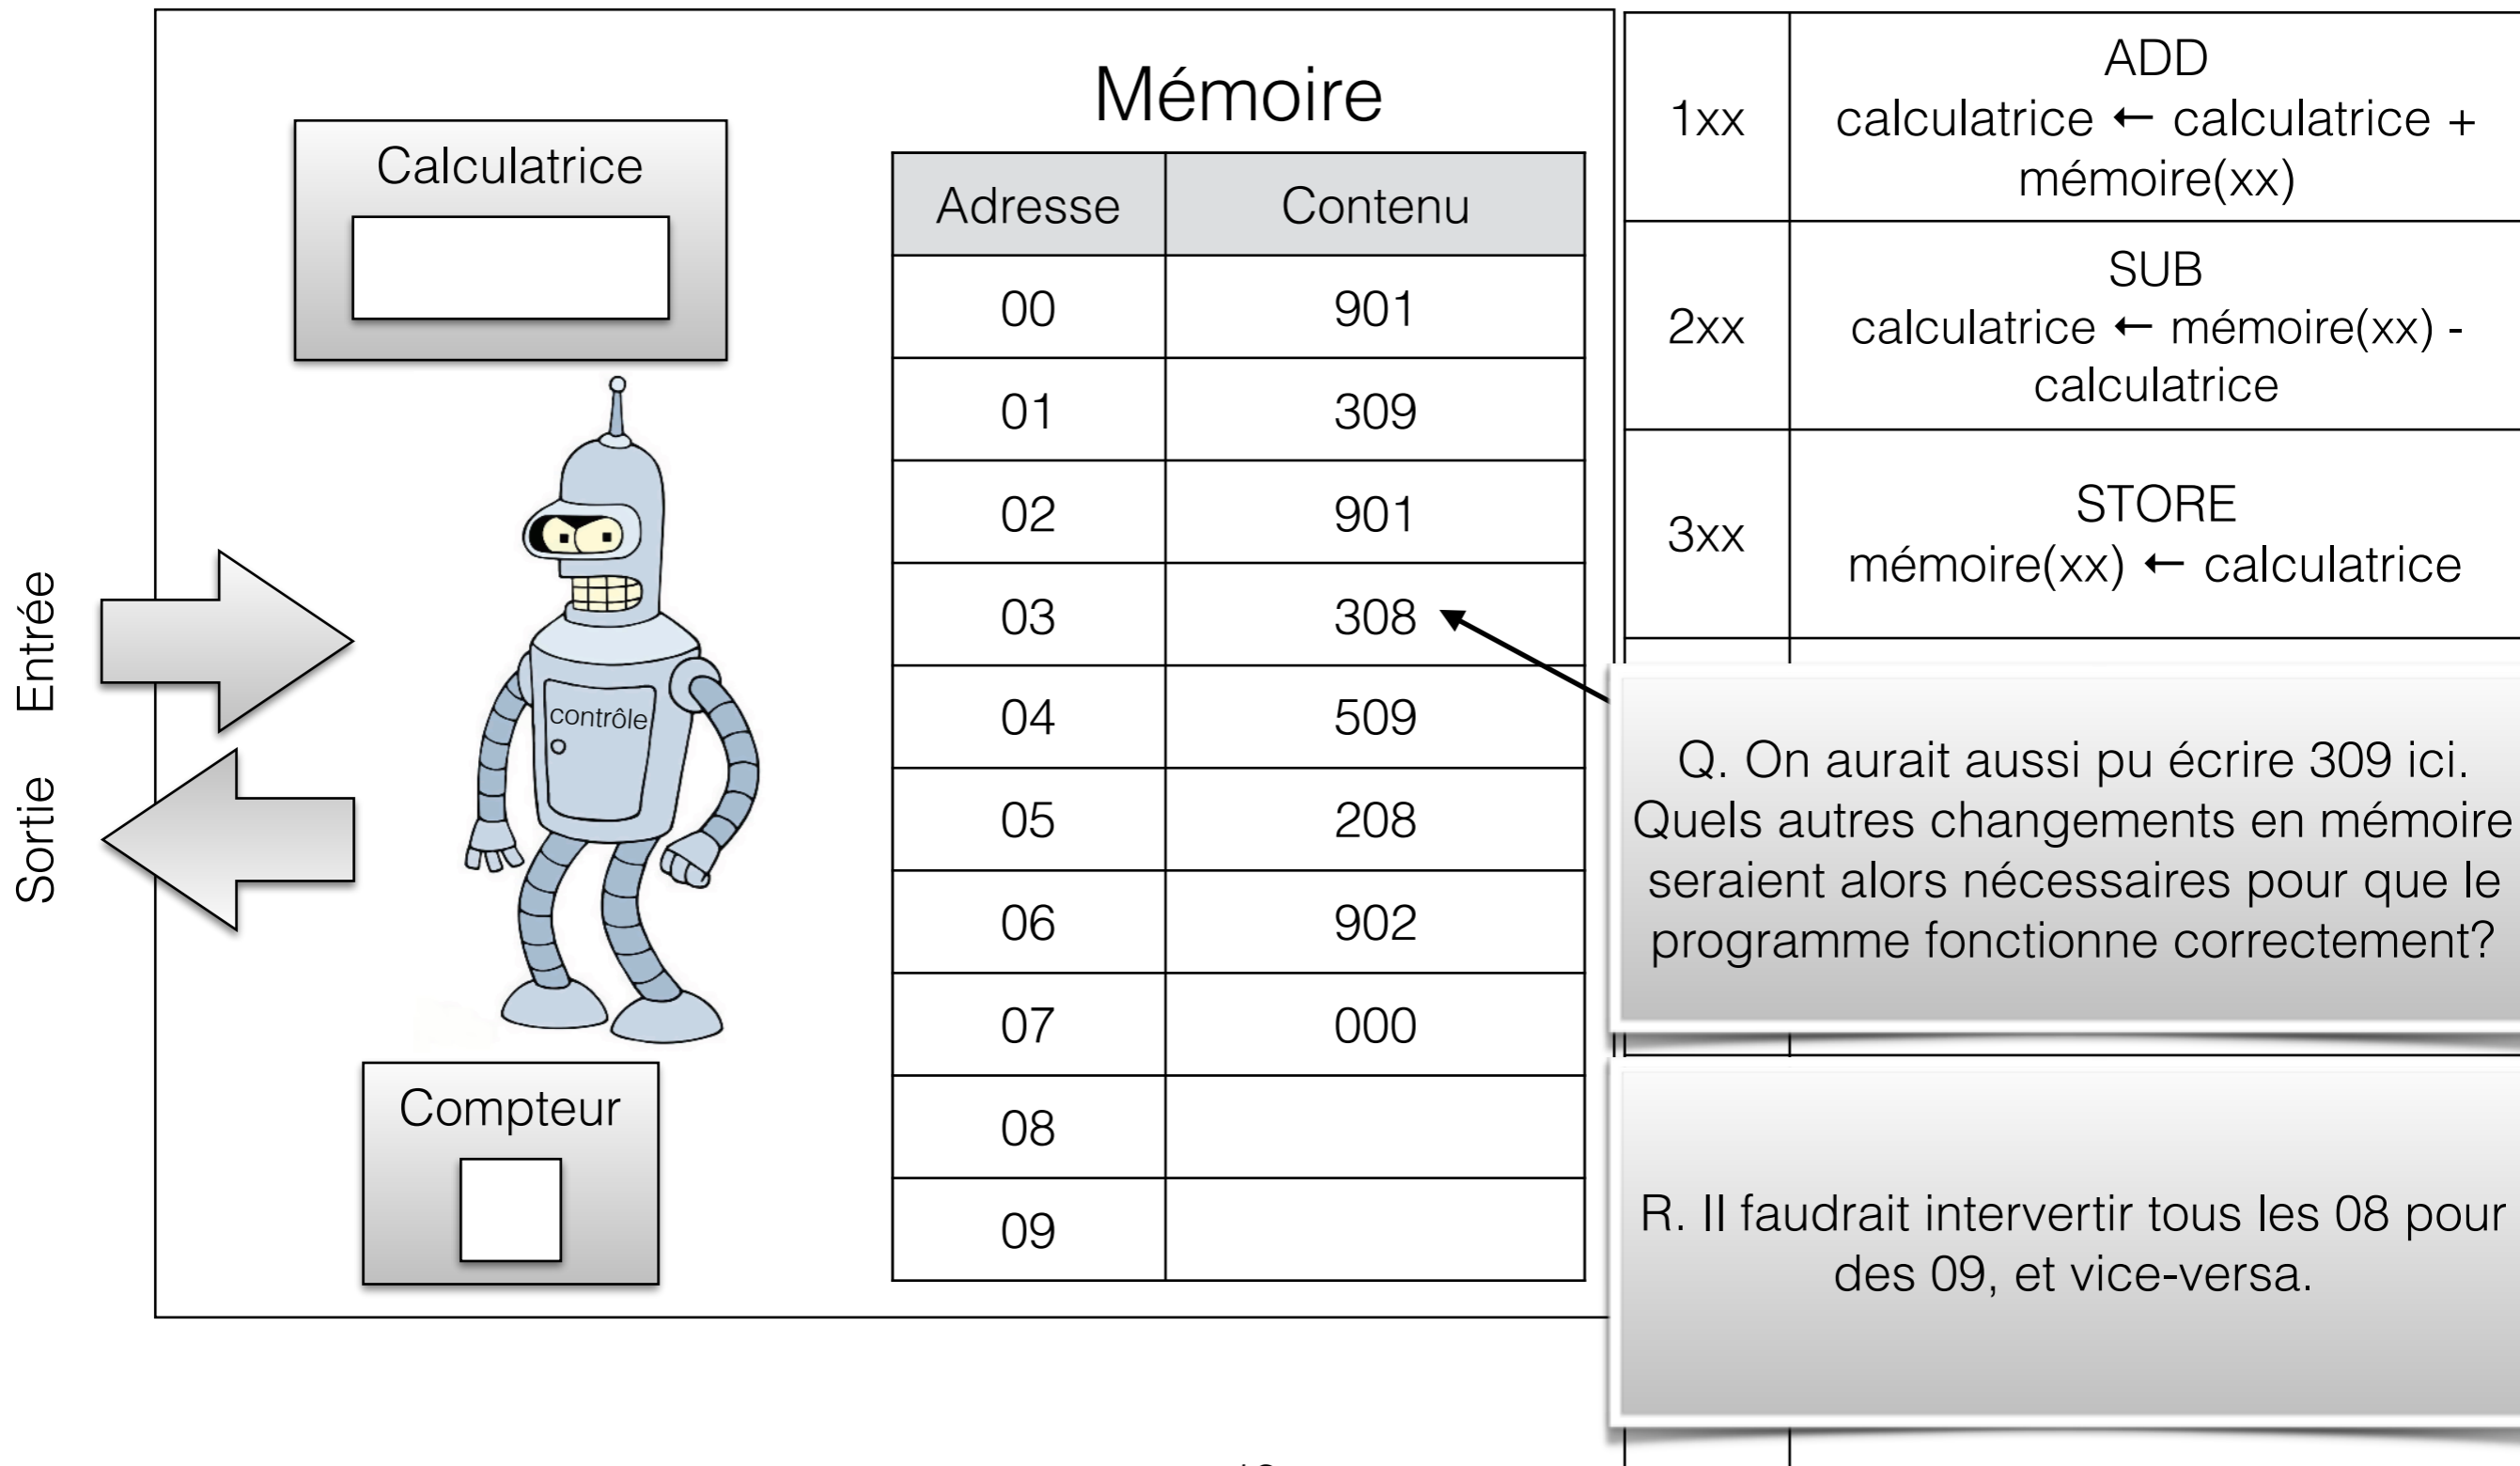 Mémoire
Calculatrice
Adresse Contenu
00 901
01 309
02 901
03 308
04 509
05 208
06 902
07 000
08
09
contrôle
Entrée
Sortie
Compteur
1xx
ADD
calculatrice ← calculatrice +
mémoire(xx)
2xx
SUB
calculatrice ← mémoire(xx) -
calculatrice
3xx
STORE
mémoire(xx) ← calculatrice
Q. On aurait aussi pu écrire 309 ici.
Quels autres changements en mémoire
seraient alors nécessaires pour que le
programme fonctionne correctement?
R. Il faudrait intervertir tous les 08 pour
des 09, et vice-versa.